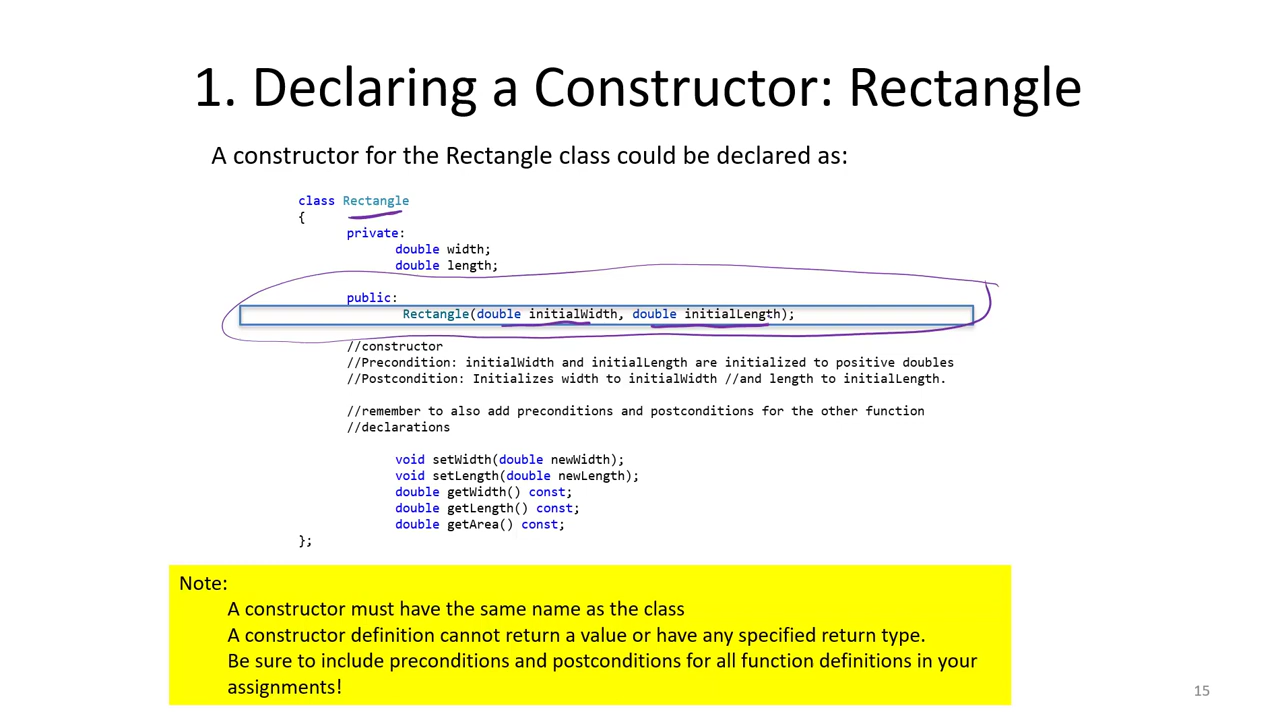 1. Declaring a Constructor: Rectangle
A constructor for the Rectangle class could be declared as:
class Rectangle
{
private:
double width;
double length;
public:
Rectangle(double initialWidth, double initialLength);
//constructor
//Precondition: initialWidth and initialLength are initialized to positive doubles
//Postcondition: Initializes width to initialWidth //and length to initialLength.
//remember to also add preconditions and postconditions for the other function
//declarations
void setWidth(double newWidth);
void setLength(double newLength);
double getWidth() const;
double getLength() const;
double getArea() const;
};
Note:
A constructor must have the same name as the class
A constructor definition cannot return a value or have any specified return type.
Be sure to include preconditions and postconditions for all function definitions in your
assignments!
15